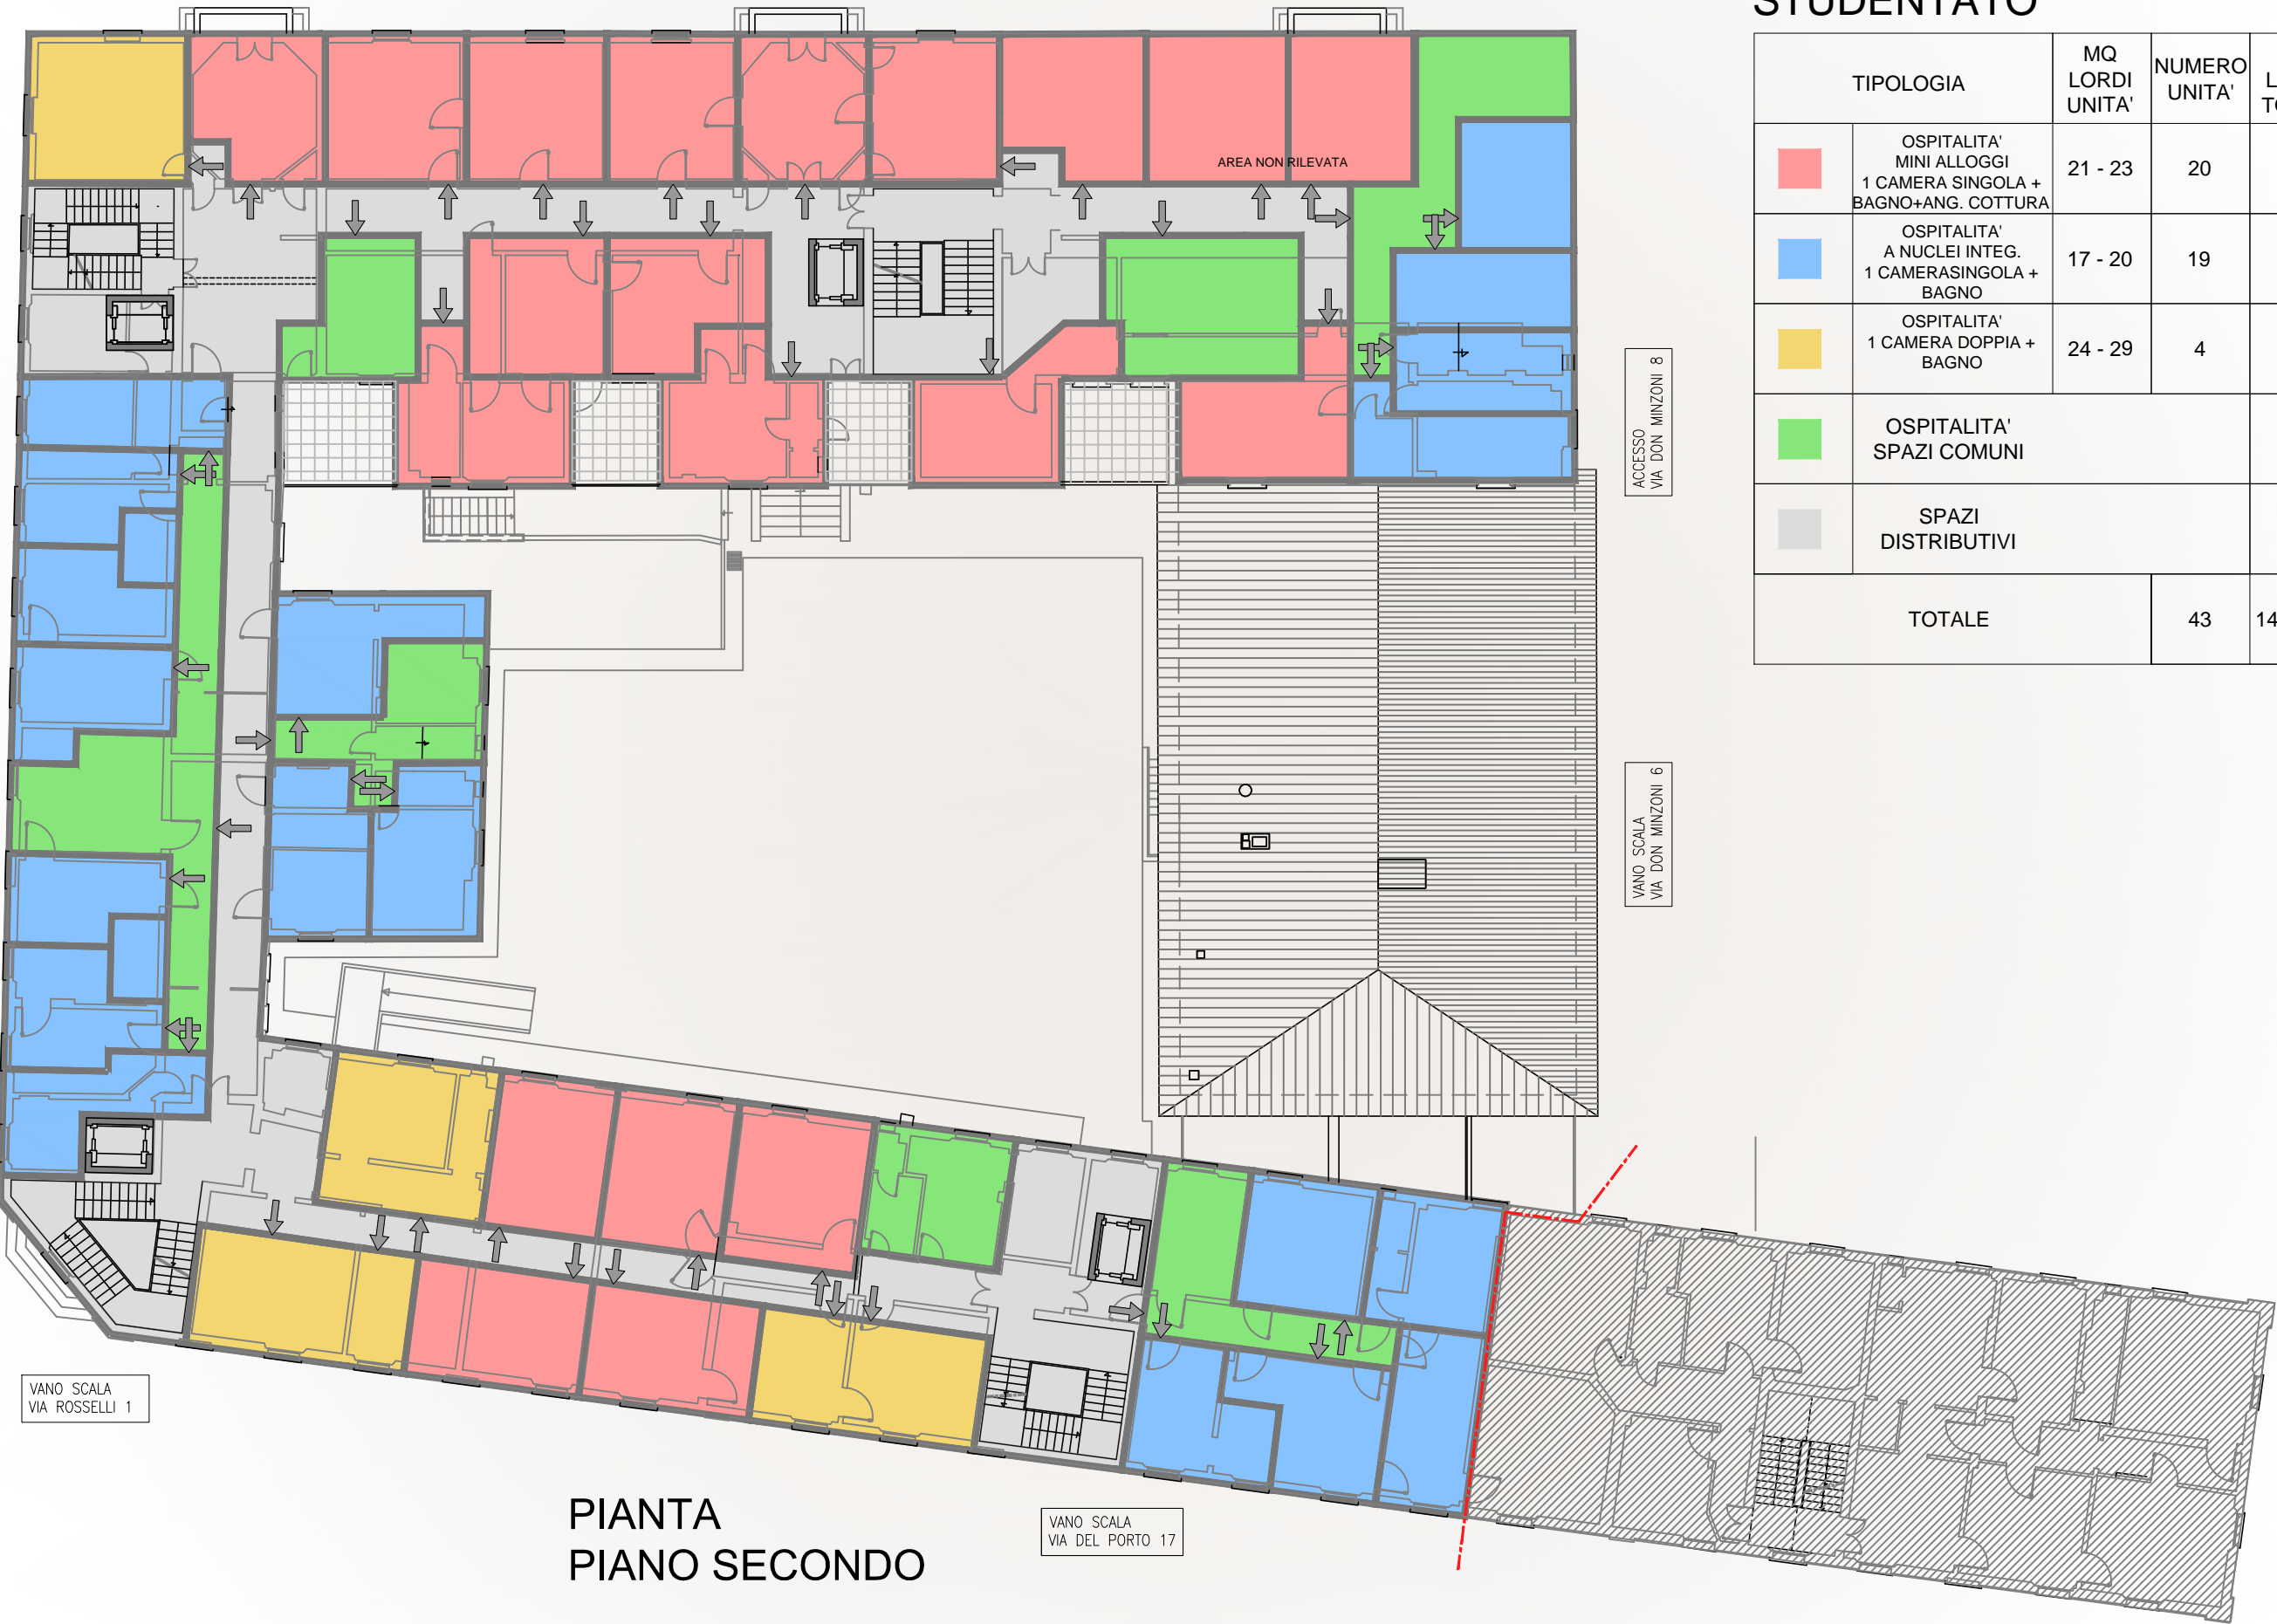 STUDENTATO
TIPOLOGIA
MQ
LORDI
UNITA'
NUMERO
UNITA'
OSPITALITA'
MINI ALLOGGI
1 CAMERA SINGOLA +
BAGNO+ANG. COTTURA
21 - 23
20
OSPITALITA'
A NUCLEI INTEG.
1 CAMERASINGOLA +
BAGNO
17 - 20
19
OSPITALITA'
1 CAMERA DOPPIA +
BAGNO
24 - 29
4
OSPITALITA'
SPAZI COMUNI
SPAZI
DISTRIBUTIVI
TOTALE
43
14
AREA NON RILEVATA
ACCESSO
VIA DON MINZONI 8
VANO SCALA
VIA DON MINZONI 6
VANO SCALA
VIA ROSSELLI 1
PIANTA
PIANO SECONDO
VANO SCALA
VIA DEL PORTO 17